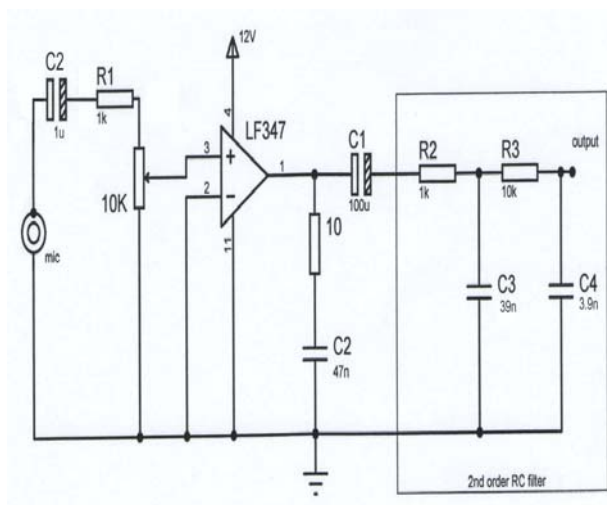 12V
C2
R1
1u
1k
4
LF347
3
1
2
11
10K
mic
10
C2
47n
C1
100u
R2
1k
R3
10k
output
C3
39n
C4
3.9n
2nd order RC filter